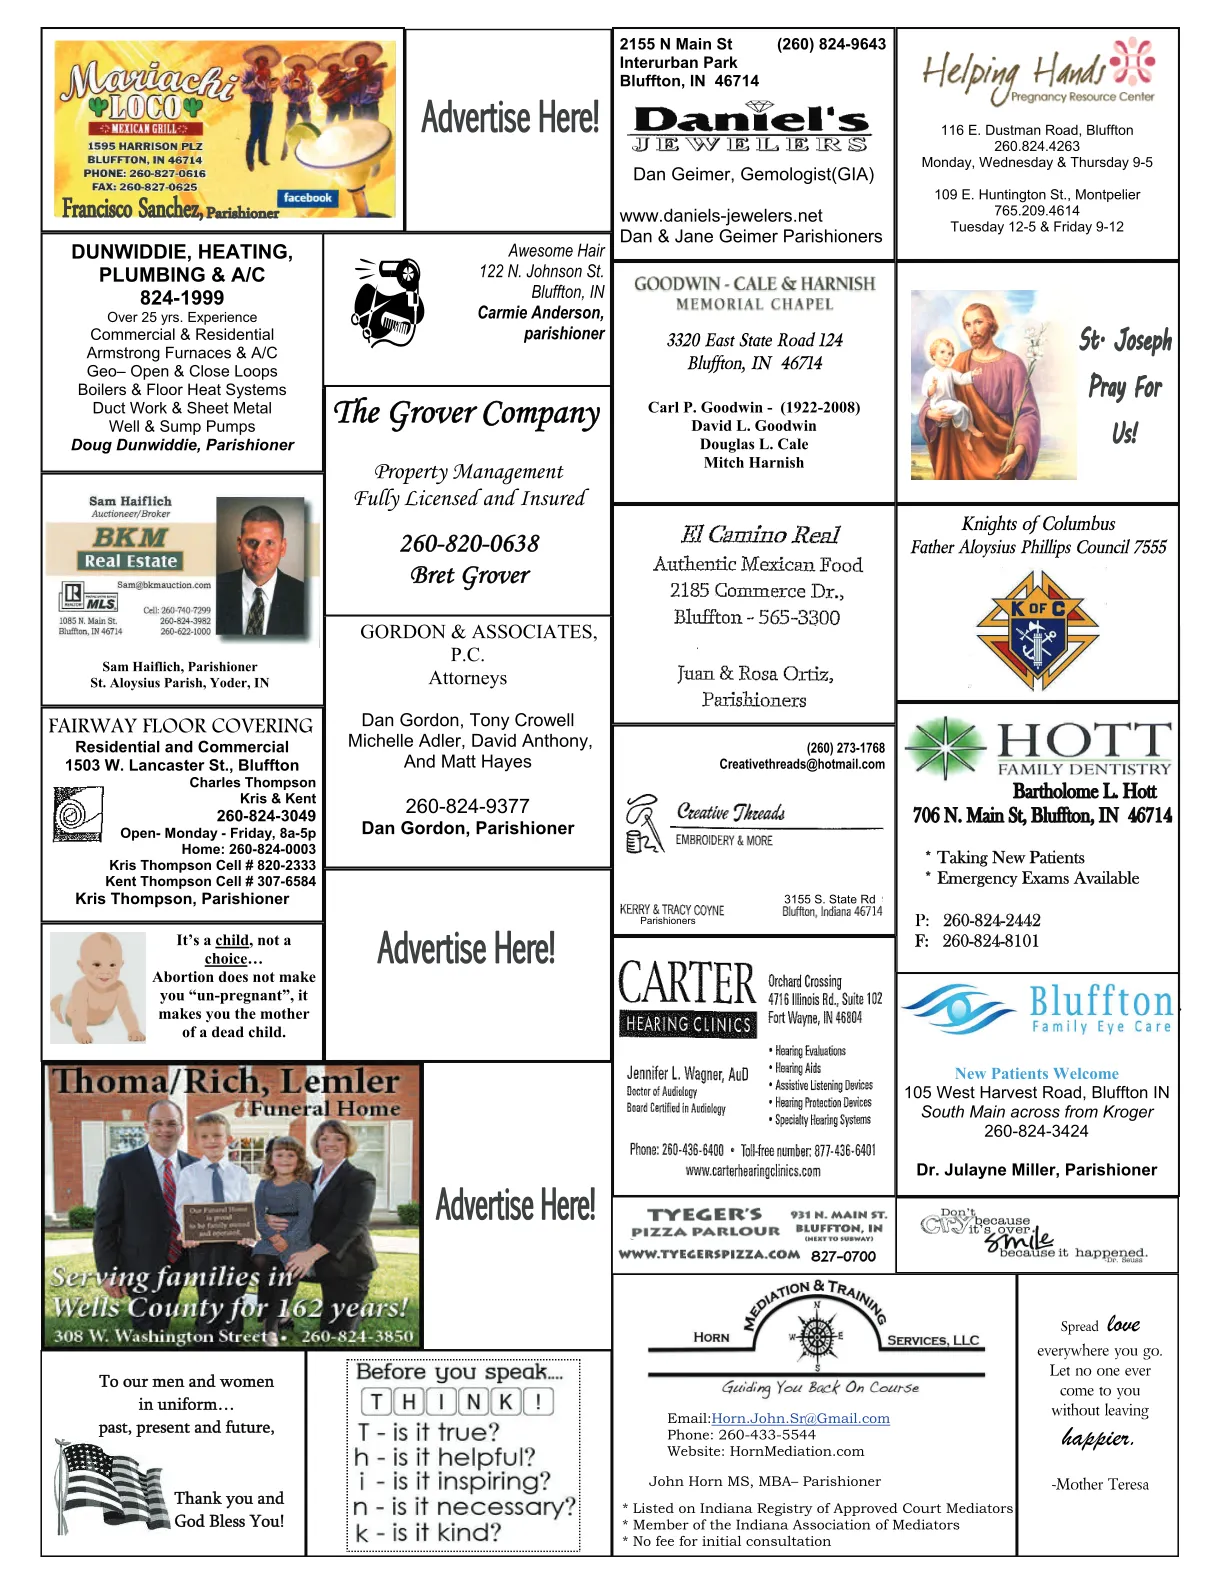 Mariachi
LOCO
MEXICAN GRILL
1595 HARRISON PLZ
BLUFFTON, IN 46714
PHONE: 260-827-0616
FAX: 260-827-0625
facebook
Francisco Sanchez, Parishioner
Advertise Here!
2155 N Main St (260) 824-9643
Interurban Park
Bluffton, IN 46714
Daniel's
JEWELERS
Dan Geimer, Gemologist(GIA)
www.daniels-jewelers.net
Dan & Jane Geimer Parishioners
Helping Hands
Pregnancy Resource Center
116 E. Dustman Road, Bluffton
260.824.4263
Monday, Wednesday & Thursday 9-5
109 E. Huntington St., Montpelier
765.209.4614
Tuesday 12-5 & Friday 9-12
DUNWIDDIE, HEATING,
PLUMBING & A/C
824-1999
Over 25 yrs. Experience
Commercial & Residential
Armstrong Furnaces & A/C
Geo– Open & Close Loops
Boilers & Floor Heat Systems
Duct Work & Sheet Metal
Well & Sump Pumps
Doug Dunwiddie, Parishioner
Awesome Hair
122 N. Johnson St.
Bluffton, IN
Carmie Anderson,
parishioner
GOODWIN - CALE & HARNISH
MEMORIAL CHAPEL
3320 East State Road 124
Bluffton, IN 46714
Carl P. Goodwin - (1922-2008)
David L. Goodwin
Douglas L. Cale
Mitch Harnish
St. Joseph
Pray For
Us!
The Grover Company
Property Management
Fully Licensed and Insured
260-820-0638
Bret Grover
Sam Haiflich
Auctioneer/Broker
BKM
Real Estate
Sam@bkmauction.com
R
REALTOR
MLS
Cell: 260-740-7299
1085 N. Main St. 260-824-3982
Bluffton, IN 46714 260-622-1000
Sam Haiflich, Parishioner
St. Aloysius Parish, Yoder, IN
El Camino Real
Authentic Mexican Food
2185 Commerce Dr.,
Bluffton - 565-3300
Juan & Rosa Ortiz,
Parishioners
Knights of Columbus
Father Aloysius Phillips Council 7555
K OF C
GORDON & ASSOCIATES,
P.C.
Attorneys
Dan Gordon, Tony Crowell
Michelle Adler, David Anthony,
And Matt Hayes
260-824-9377
Dan Gordon, Parishioner
FAIRWAY FLOOR COVERING
Residential and Commercial
1503 W. Lancaster St., Bluffton
Charles Thompson
Kris & Kent
260-824-3049
Open- Monday - Friday, 8a-5p
Home: 260-824-0003
Kris Thompson Cell # 820-2333
Kent Thompson Cell # 307-6584
Kris Thompson, Parishioner
(260) 273-1768
Creativethreads@hotmail.com
Creative Threads
EMBROIDERY & MORE
KERRY & TRACY COYNE
Parishioners
3155 S. State Rd
Bluffton, Indiana 46714
HOTT
FAMILY DENTISTRY
Bartholome L. Hott
706 N. Main St, Bluffton, IN 46714
* Taking New Patients
* Emergency Exams Available
P: 260-824-2442
F: 260-824-8101
It's a child, not a
choice…
Abortion does not make
you “un-pregnant”, it
makes you the mother
of a dead child.
Advertise Here!
CARTER
HEARING CLINICS
Orchard Crossing
4716 Illinois Rd., Suite 102
Fort Wayne, IN 46804
Jennifer L. Wagner, AuD
Doctor of Audiology
Board Certified in Audiology
• Hearing Evaluations
• Hearing Aids
• Assistive Listening Devices
• Hearing Protection Devices
• Specialty Hearing Systems
Phone: 260-436-6400 • Toll-free number: 877-436-6401
www.carterhearingclinics.com
Bluffton
Family Eye Care
New Patients Welcome
105 West Harvest Road, Bluffton IN
South Main across from Kroger
260-824-3424
Dr. Julayne Miller, Parishioner
Thoma/Rich, Lemler
Funeral Home
Our Funeral Home
is proud
to be family owned
and operated.
Serving families in
Wells County for 162 years!
308 W. Washington Street • 260-824-3850
Advertise Here!
TYEGER'S
PIZZA PARLOUR
931 N. MAIN ST.
BLUFFTON, IN
(NEXT TO SUBWAY)
WWW.TYEGERSPIZZA.COM 827-0700
Don't
cry because
it's over.
smile
because it happened.
-Dr. Seuss
To our men and women
in uniform…
past, present and future,
Thank you and
God Bless You!
Before you speak....
T H I N K !
T - is it true?
h - is it helpful?
i - is it inspiring?
n - is it necessary?
k - is it kind?
MEDIATION & TRAINING
HORN
SERVICES, LLC
N
W E
S
Guiding You Back On Course
Email:Horn.John.Sr@Gmail.com
Phone: 260-433-5544
Website: HornMediation.com
John Horn MS, MBA– Parishioner
* Listed on Indiana Registry of Approved Court Mediators
* Member of the Indiana Association of Mediators
* No fee for initial consultation
Spread love
everywhere you go.
Let no one ever
come to you
without leaving
happier.
-Mother Teresa